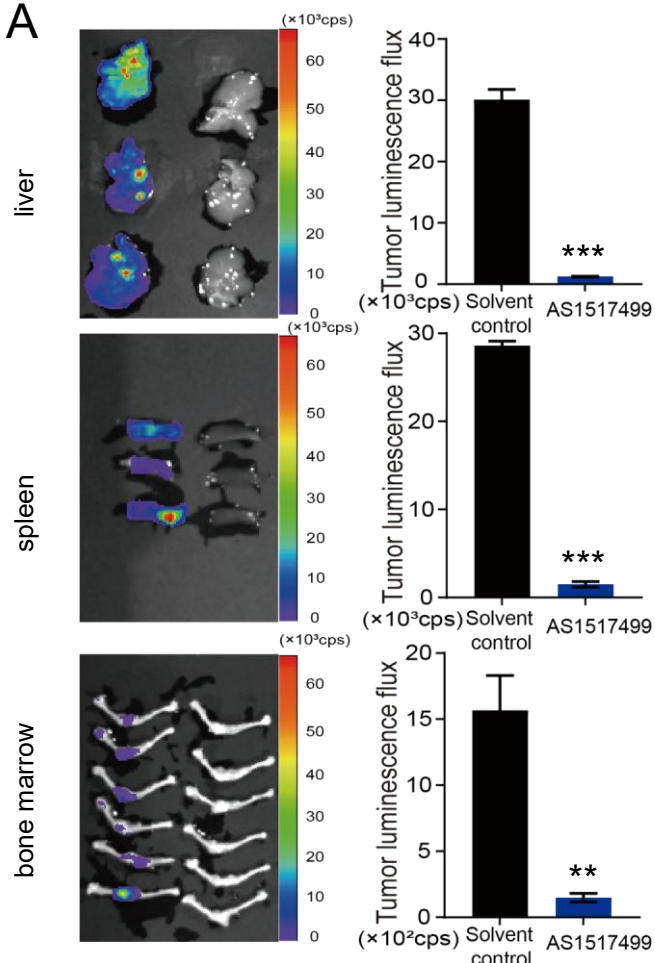 A
liver
(×10³cps)
60
50
40
30
20
10
0
Tumor luminescence flux
40
30
20
10
0
***
(×10³cps)
Solvent
control
AS1517499
spleen
(×10³cps)
60
50
40
30
20
10
0
Tumor luminescence flux
30
20
10
0
***
(×10³cps)
Solvent
control
AS1517499
bone marrow
(×10³cps)
60
50
40
30
20
10
0
Tumor luminescence flux
20
15
10
5
0
**
(×10²cps)
Solvent
control
AS1517499